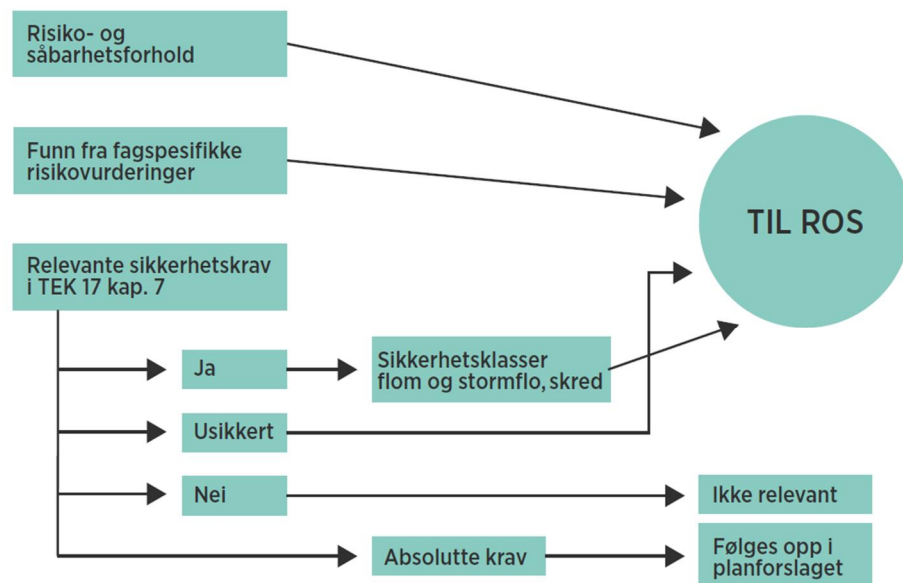 Risiko- og
såbarhetsforhold
Funn fra fagspesifikke
risikovurderinger
TIL ROS
Relevante sikkerhetskrav
i TEK 17 kap. 7
Ja
Sikkerhetsklasser
flom og stormflo, skred
Usikkert
Nei
Ikke relevant
Absolutte krav
Følges opp i
planforslaget